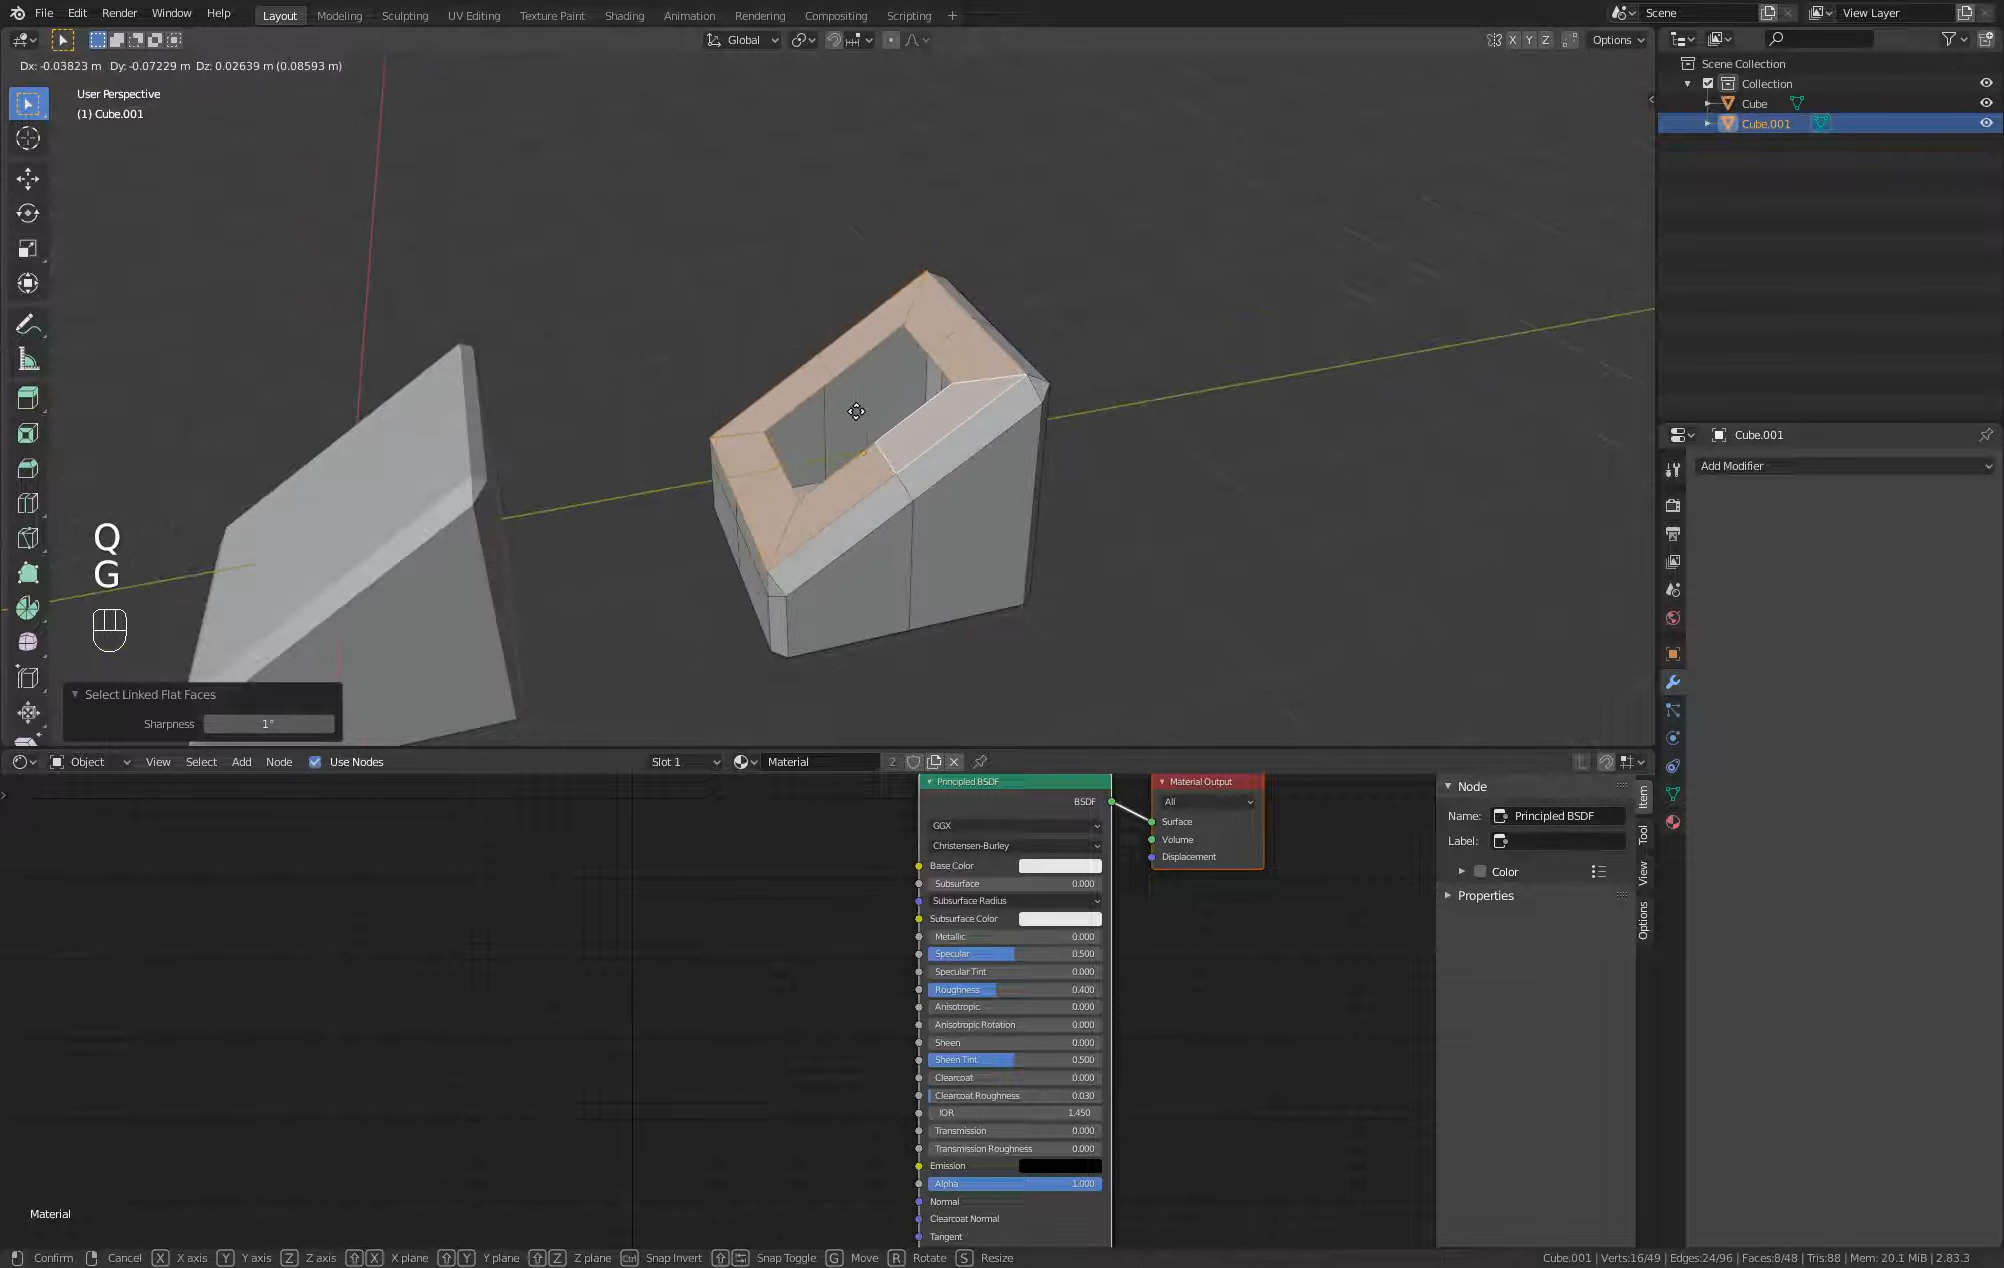 File Edit Render Window Help
Layout Modeling Sculpting UV Editing Texture Paint Shading Animation Rendering Compositing Scripting +
Scene
View Layer
Global
X Y Z
Options
Dx: -0.03823 m Dy: -0.07229 m Dz: 0.02639 m (0.08593 m)
User Perspective
(1) Cube.001
Scene Collection
Collection
Cube
Cube.001
Cube.001
Add Modifier
Q
G
Select Linked Flat Faces
Sharpness 1°
Object View Select Add Node Use Nodes
Slot 1
Material 2
Principled BSDF
BSDF
GGX
Christensen-Burley
Base Color
Subsurface 0.000
Subsurface Radius
Subsurface Color
Metallic 0.000
Specular 0.500
Specular Tint 0.000
Roughness 0.400
Anisotropic 0.000
Anisotropic Rotation 0.000
Sheen 0.000
Sheen Tint 0.500
Clearcoat 0.000
Clearcoat Roughness 0.030
IOR 1.450
Transmission 0.000
Transmission Roughness 0.000
Emission
Alpha 1.000
Normal
Clearcoat Normal
Tangent
Material Output
All
Surface
Volume
Displacement
Node
Name: Principled BSDF
Label:
Color
Properties
Item
Tool
View
Options
Material
Confirm Cancel X X axis Y Y axis Z Z axis X X plane Y Y plane Z Z plane Ctrl Snap Invert Snap Toggle G Move R Rotate S Resize
Cube.001 | Verts:16/49 | Edges:24/96 | Faces:8/48 | Tris:88 | Mem: 20.1 MiB | 2.83.3